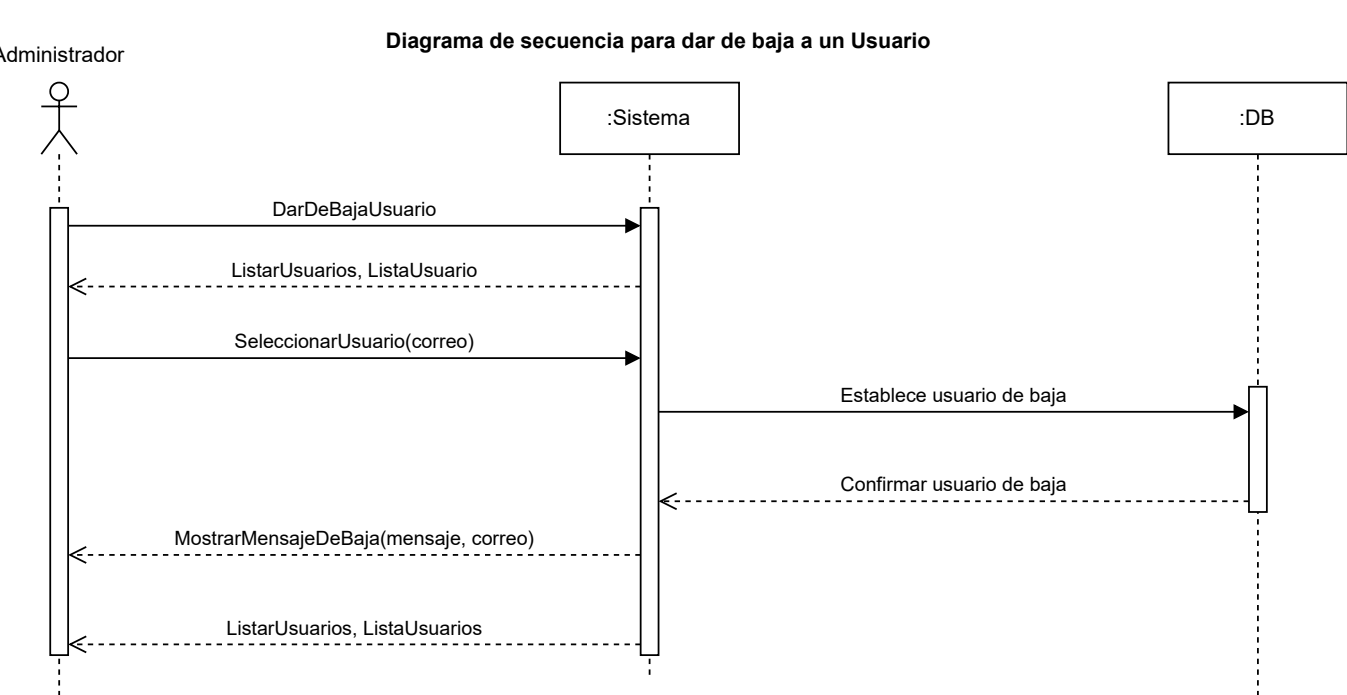 Diagrama de secuencia para dar de baja a un Usuario
Administrador
:Sistema
:DB
DarDeBajaUsuario
ListarUsuarios, ListaUsuario
SeleccionarUsuario(correo)
Establece usuario de baja
Confirmar usuario de baja
MostrarMensajeDeBaja(mensaje, correo)
ListarUsuarios, ListaUsuarios